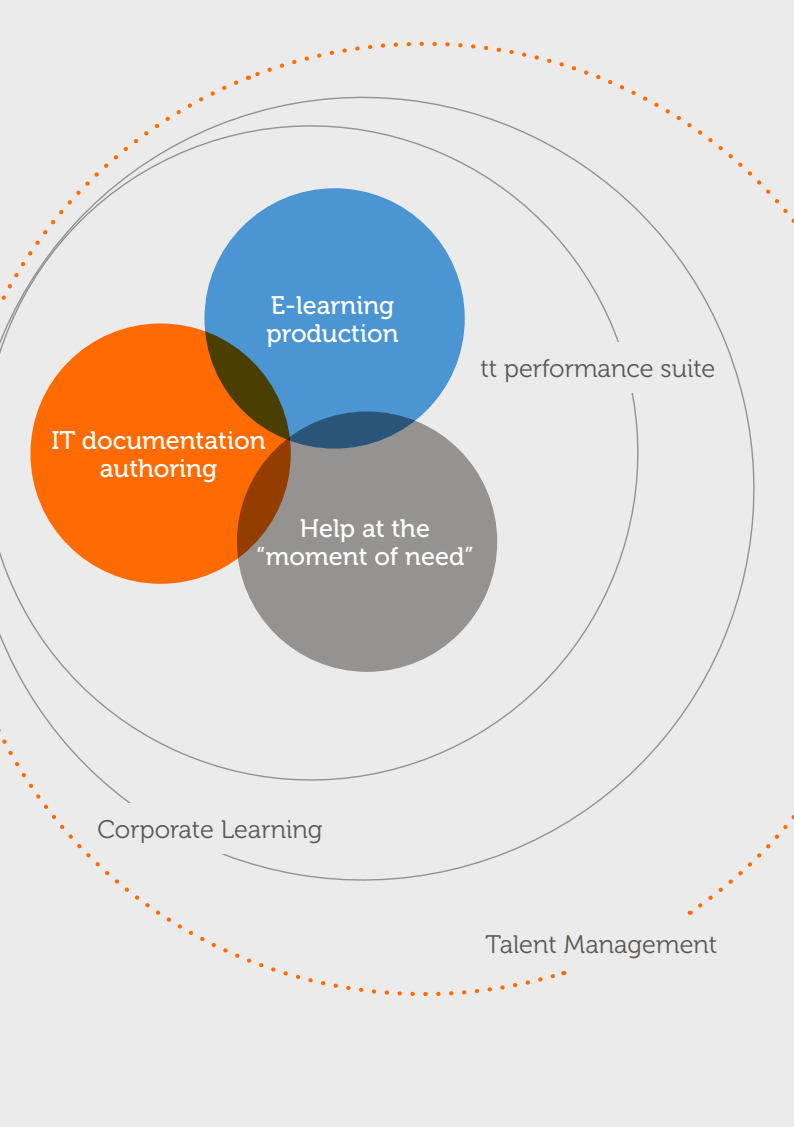 E-learning
production
tt performance suite
IT documentation
authoring
Help at the
“moment of need”
Corporate Learning
Talent Management